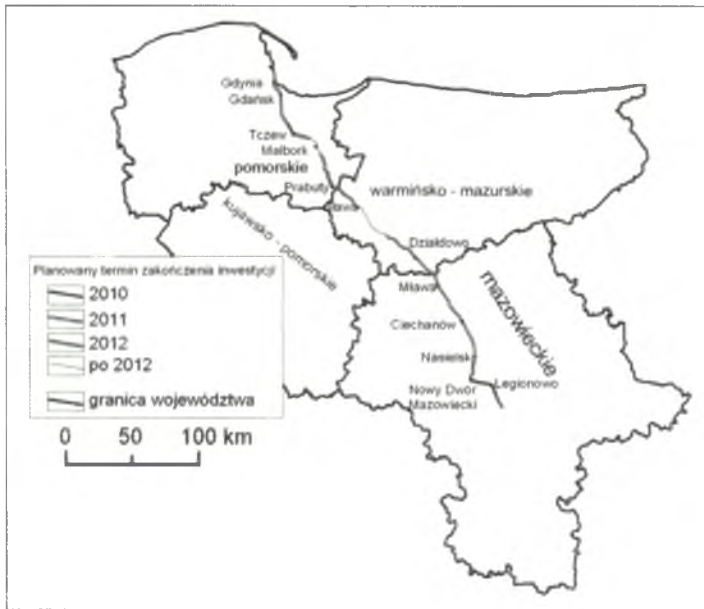 Gdynia
Gdańsk
Tczew
Malbork
pomorskie
Prabuty
Iława
warmińsko - mazurskie
kujawsko - pomorskie
Działdowo
Mława
mazowieckie
Ciechanów
Nasielsk
Legionowo
Nowy Dwór
Mazowiecki
Planowany termin zakończenia inwestycji
2010
2011
2012
po 2012
granica województwa
0 50 100 km